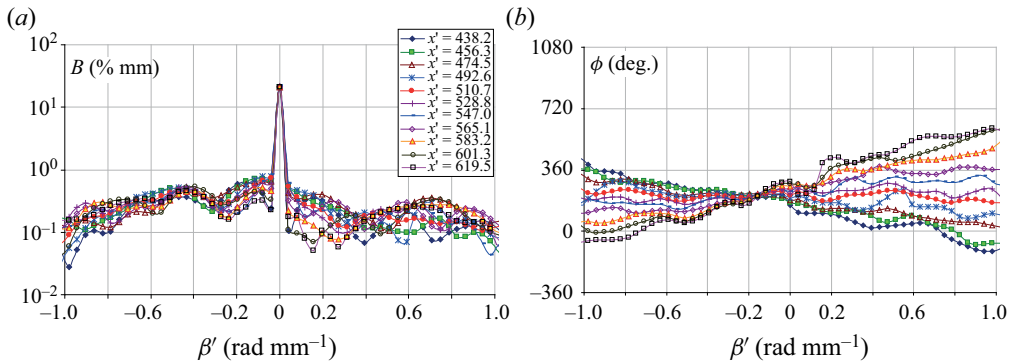 (a)
10²
10¹
10⁰
10⁻¹
10⁻²
B (% mm)
x' = 438.2
x' = 456.3
x' = 474.5
x' = 492.6
x' = 510.7
x' = 528.8
x' = 547.0
x' = 565.1
x' = 583.2
x' = 601.3
x' = 619.5
–1.0 –0.6 –0.2 0 0.2 0.6 1.0
β′ (rad mm⁻¹)
(b)
1080
720
360
0
–360
ϕ (deg.)
–1.0 –0.6 –0.2 0 0.2 0.6 1.0
β′ (rad mm⁻¹)